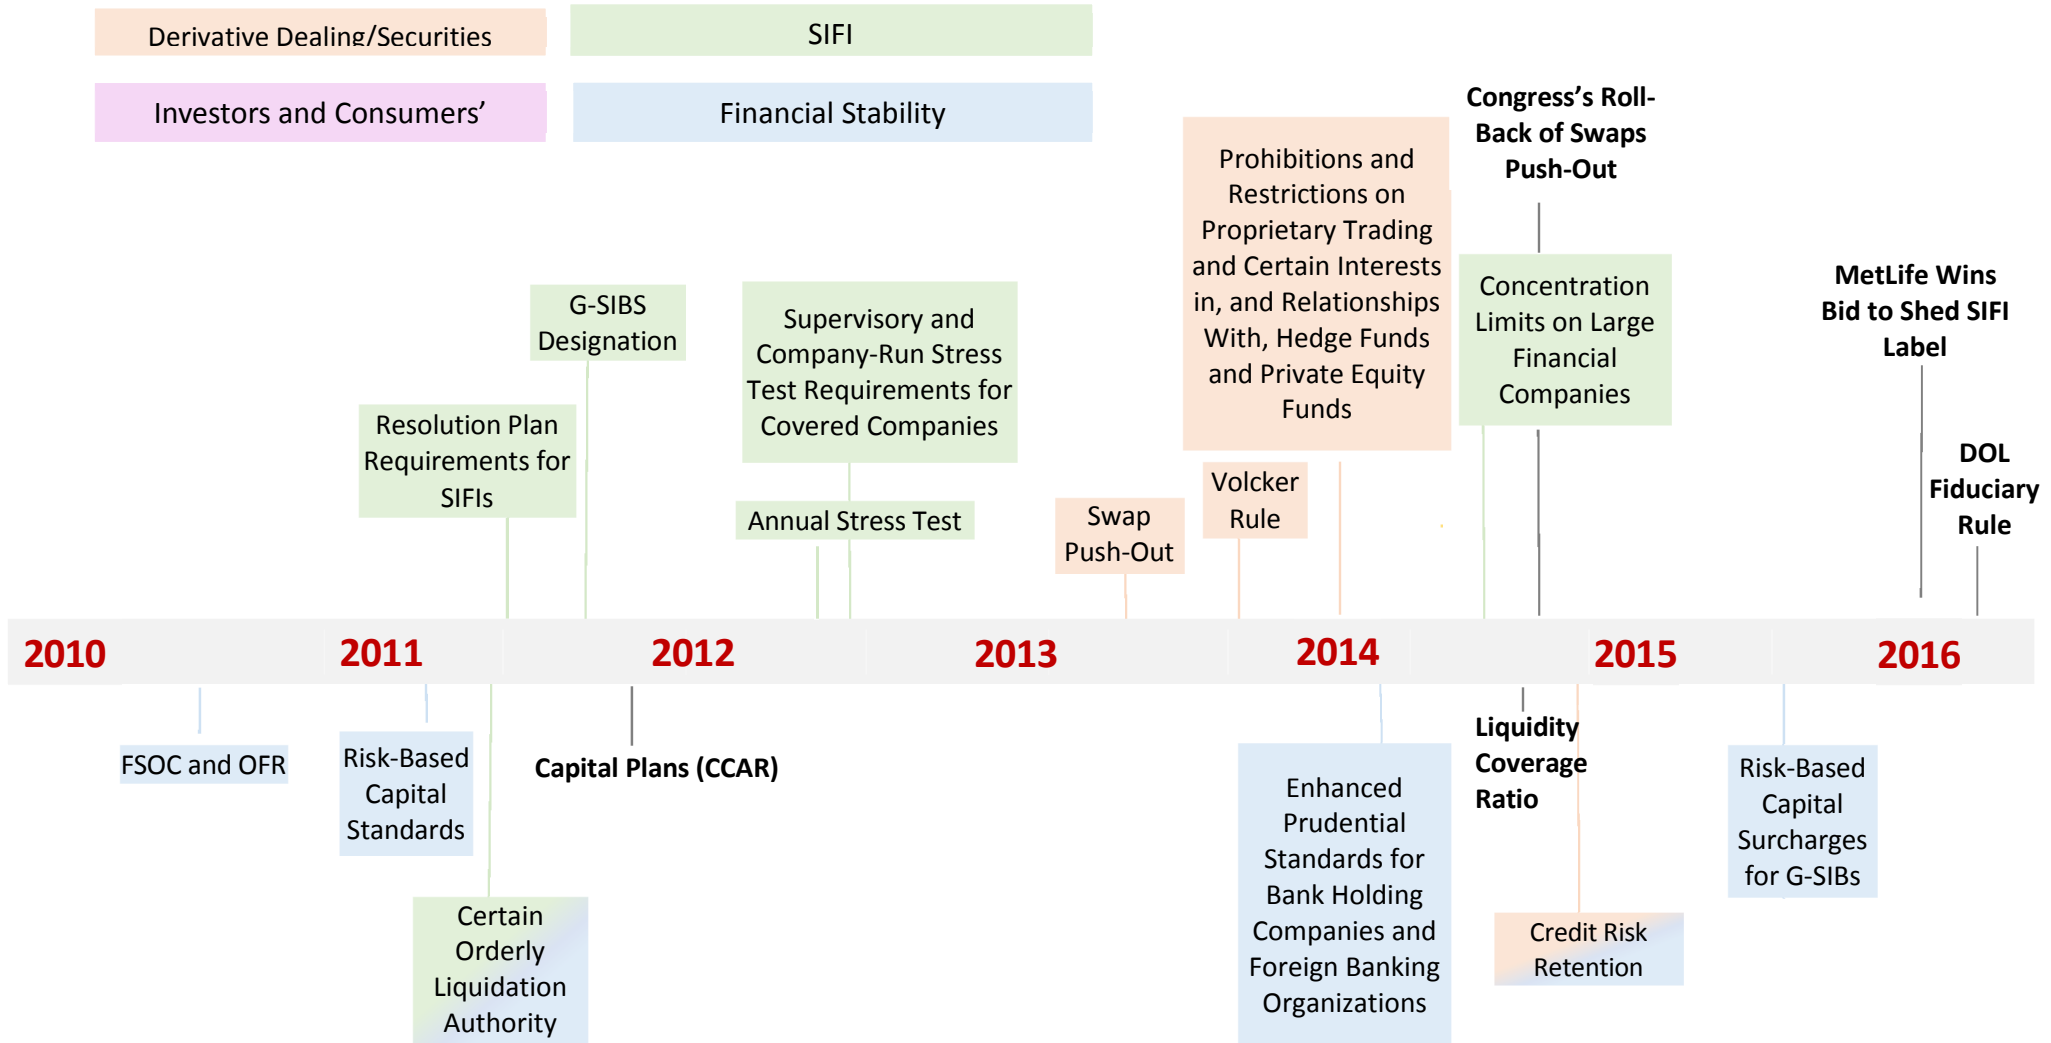 Derivative Dealing/Securities
SIFI
Investors and Consumers’
Financial Stability
Congress’s Roll-
Back of Swaps
Push-Out
Prohibitions and
Restrictions on
Proprietary Trading
and Certain Interests
in, and Relationships
With, Hedge Funds
and Private Equity
Funds
MetLife Wins
Bid to Shed SIFI
Label
Concentration
Limits on Large
Financial
Companies
G-SIBS
Designation
Supervisory and
Company-Run Stress
Test Requirements for
Covered Companies
Resolution Plan
Requirements for
SIFIs
DOL
Fiduciary
Rule
Annual Stress Test
Swap
Push-Out
Volcker
Rule
2010
2011
2012
2013
2014
2015
2016
FSOC and OFR
Risk-Based
Capital
Standards
Capital Plans (CCAR)
Liquidity
Coverage
Ratio
Risk-Based
Capital
Surcharges
for G-SIBs
Enhanced
Prudential
Standards for
Bank Holding
Companies and
Foreign Banking
Organizations
Certain
Orderly
Liquidation
Authority
Credit Risk
Retention